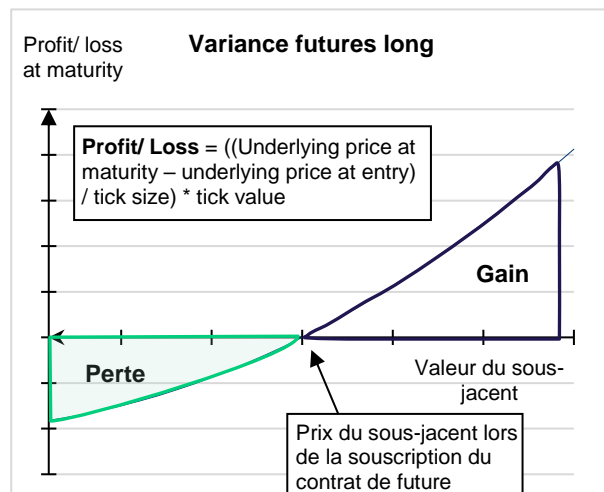 Profit/ loss
at maturity
Variance futures long
Profit/ Loss = ((Underlying price at
maturity – underlying price at entry)
/ tick size) * tick value
Gain
Perte
Valeur du sous-
jacent
Prix du sous-jacent lors
de la souscription du
contrat de future